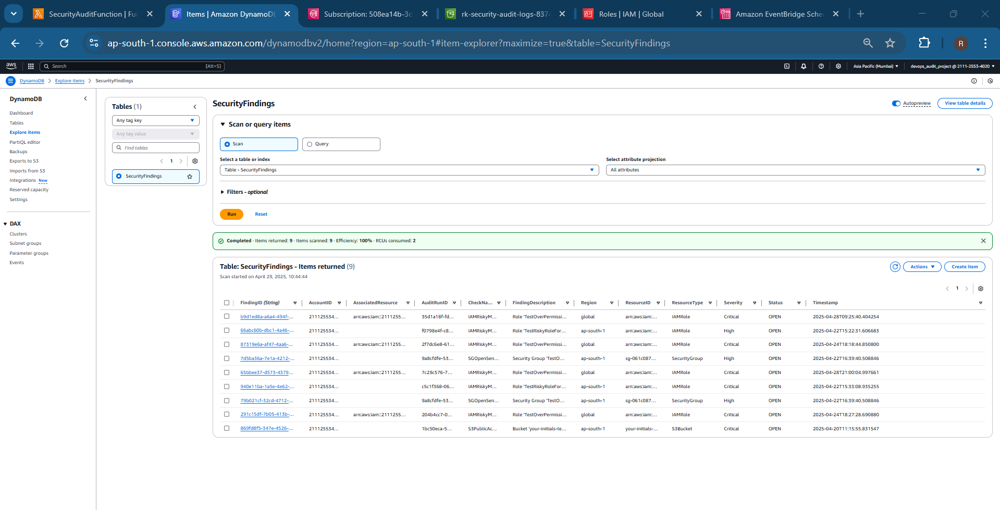 SecurityAuditFunction | Fun
Items | Amazon DynamoDB
Subscription: 508ea14b-3c
rk-security-audit-logs-8374
Roles | IAM | Global
Amazon EventBridge Sche
ap-south-1.console.aws.amazon.com/dynamodbv2/home?region=ap-south-1#item-explorer?maximize=true&table=SecurityFindings
R
aws
Search
[Alt+S]
Asia Pacific (Mumbai)
devops_audit_project @ 2111-2553-4020
DynamoDB
Explore items
SecurityFindings
DynamoDB
Dashboard
Tables
Explore items
PartiQL editor
Backups
Exports to S3
Imports from S3
Integrations New
Reserved capacity
Settings
DAX
Clusters
Subnet groups
Parameter groups
Events
Tables (1)
Any tag key
Any tag value
Find tables
1
SecurityFindings
SecurityFindings
Autopreview
View table details
Scan or query items
Scan
Query
Select a table or index
Table - SecurityFindings
Select attribute projection
All attributes
Filters - optional
Run
Reset
Completed · Items returned: 9 · Items scanned: 9 · Efficiency: 100% · RCUs consumed: 2
Table: SecurityFindings - Items returned (9)
Scan started on April 29, 2025, 10:44:44
Actions
Create item
1
FindingID (String) AccountID AssociatedResource AuditRunID CheckNa... FindingDescription Region ResourceID ResourceType Severity Status Timestamp
b9d1ed8a-a6a4-494f-... 211125534... arn:aws:iam::2111255... 35d1a18f-fd... IAMRiskyM... Role 'TestOverPermissi... global arn:aws:iam:... IAMRole Critical OPEN 2025-04-28T09:25:40.404254
66abc60b-dbc1-4a46-... 211125534... f0798e4f-c8... IAMRiskyM... Role 'TestRiskyRoleFor... ap-south-1 arn:aws:iam:... IAMRole High OPEN 2025-04-22T15:22:31.606683
87319e6a-af47-4aa6-... 211125534... arn:aws:iam::2111255... 2f7dc6e8-61... IAMRiskyM... Role 'TestOverPermissi... global arn:aws:iam:... IAMRole Critical OPEN 2025-04-24T18:18:44.850800
7d5ba36a-7e1a-4212-... 211125534... 9a8cfdfe-53... SGOpenSen... Security Group 'TestO... ap-south-1 sg-061c087... SecurityGroup High OPEN 2025-04-22T16:39:40.508846
65bbee37-d573-4379... 211125534... arn:aws:iam::2111255... 7c29c576-7... IAMRiskyM... Role 'TestOverPermissi... global arn:aws:iam:... IAMRole Critical OPEN 2025-04-28T21:00:04.997661
940e11ba-1a5e-4e62-... 211125534... c5c1f368-06... IAMRiskyM... Role 'TestRiskyRoleFor... ap-south-1 arn:aws:iam:... IAMRole Critical OPEN 2025-04-22T15:33:08.935255
79b021cf-32cd-4712-... 211125534... 9a8cfdfe-53... SGOpenSen... Security Group 'TestO... ap-south-1 sg-061c087... SecurityGroup High OPEN 2025-04-22T16:39:40.508846
291c15df-7b05-413b-... 211125534... arn:aws:iam::2111255... 204b4cc7-0... IAMRiskyM... Role 'TestOverPermissi... global arn:aws:iam:... IAMRole Critical OPEN 2025-04-24T18:27:28.690880
869fd8f5-347e-4526-... 211125534... 1bc50eca-5... S3PublicAc... Bucket 'your-initials-te... ap-south-1 your-initials-... S3Bucket Critical OPEN 2025-04-20T11:15:55.831547